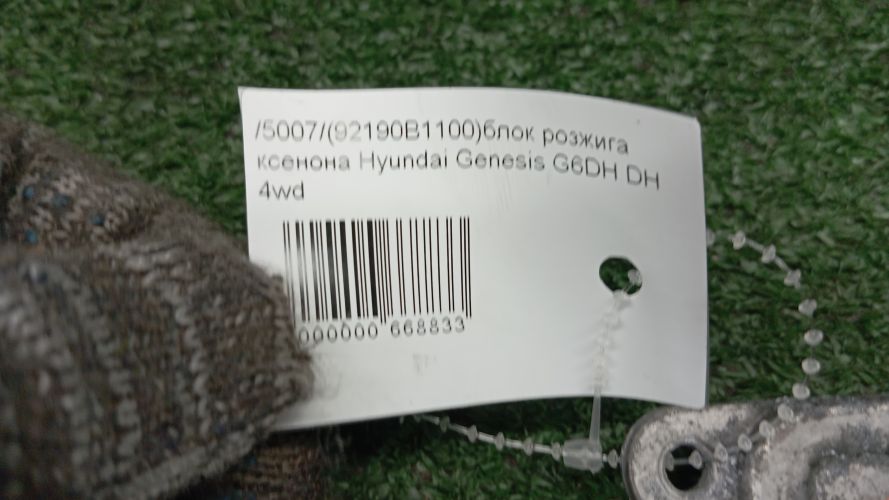 /5007/(92190B1100)блок розжига
ксенона Hyundai Genesis G6DH DH
4wd
000000 668833